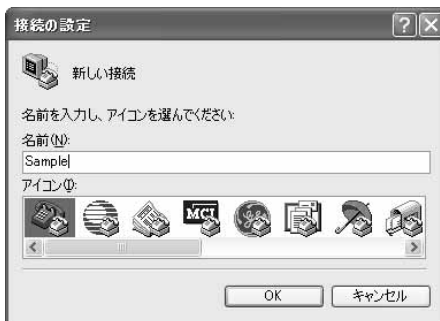 接続の設定
新しい接続
名前を入力し、アイコンを選んでください:
名前(N):
Sample
アイコン(I):
MCI
OK
キャンセル